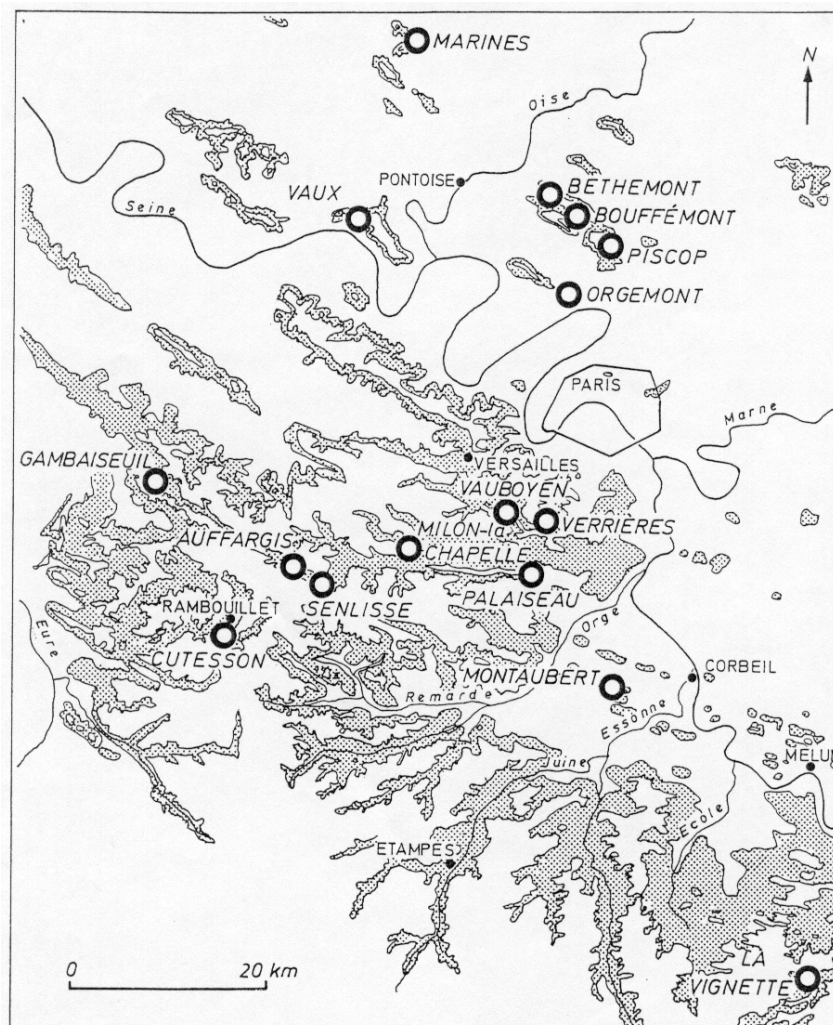 MARINES
N
Oise
PONTOISE
VAUX
BETHEMONT
BOUFFÉMONT
Seine
PISCOP
ORGEMONT
PARIS
Marne
GAMBAISEUIL
VERSAILLES
VAUBOYEN
VERRIÈRES
MILON-la
CHAPELLE
AUFFARGIS
PALAISEAU
SENLISSE
RAMBOUILLET
Orge
Eure
CUTESSON
MONTAUBERT
CORBEIL
Remarde
Essonne
Juine
MELUN
Ecole
ETAMPES
LA
VIGNETTE
0 20 km